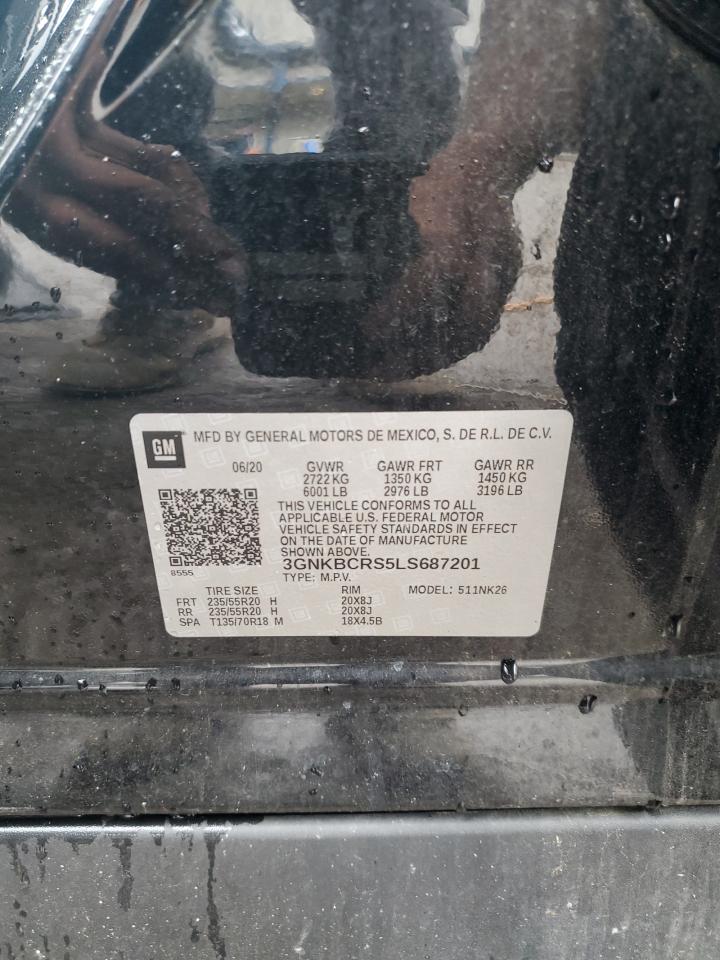 GM MFD BY GENERAL MOTORS DE MEXICO, S. DE R.L. DE C.V.
06/20 GVWR GAWR FRT GAWR RR
2722 KG 1350 KG 1450 KG
6001 LB 2976 LB 3196 LB
THIS VEHICLE CONFORMS TO ALL
APPLICABLE U.S. FEDERAL MOTOR
VEHICLE SAFETY STANDARDS IN EFFECT
ON THE DATE OF MANUFACTURE
SHOWN ABOVE.
3GNKBCRS5LS687201
8555
TYPE: M.P.V. MODEL: 511NK26
TIRE SIZE RIM
FRT 235/55R20 H 20X8J
RR 235/55R20 H 20X8J
SPA T135/70R18 M 18X4.5B